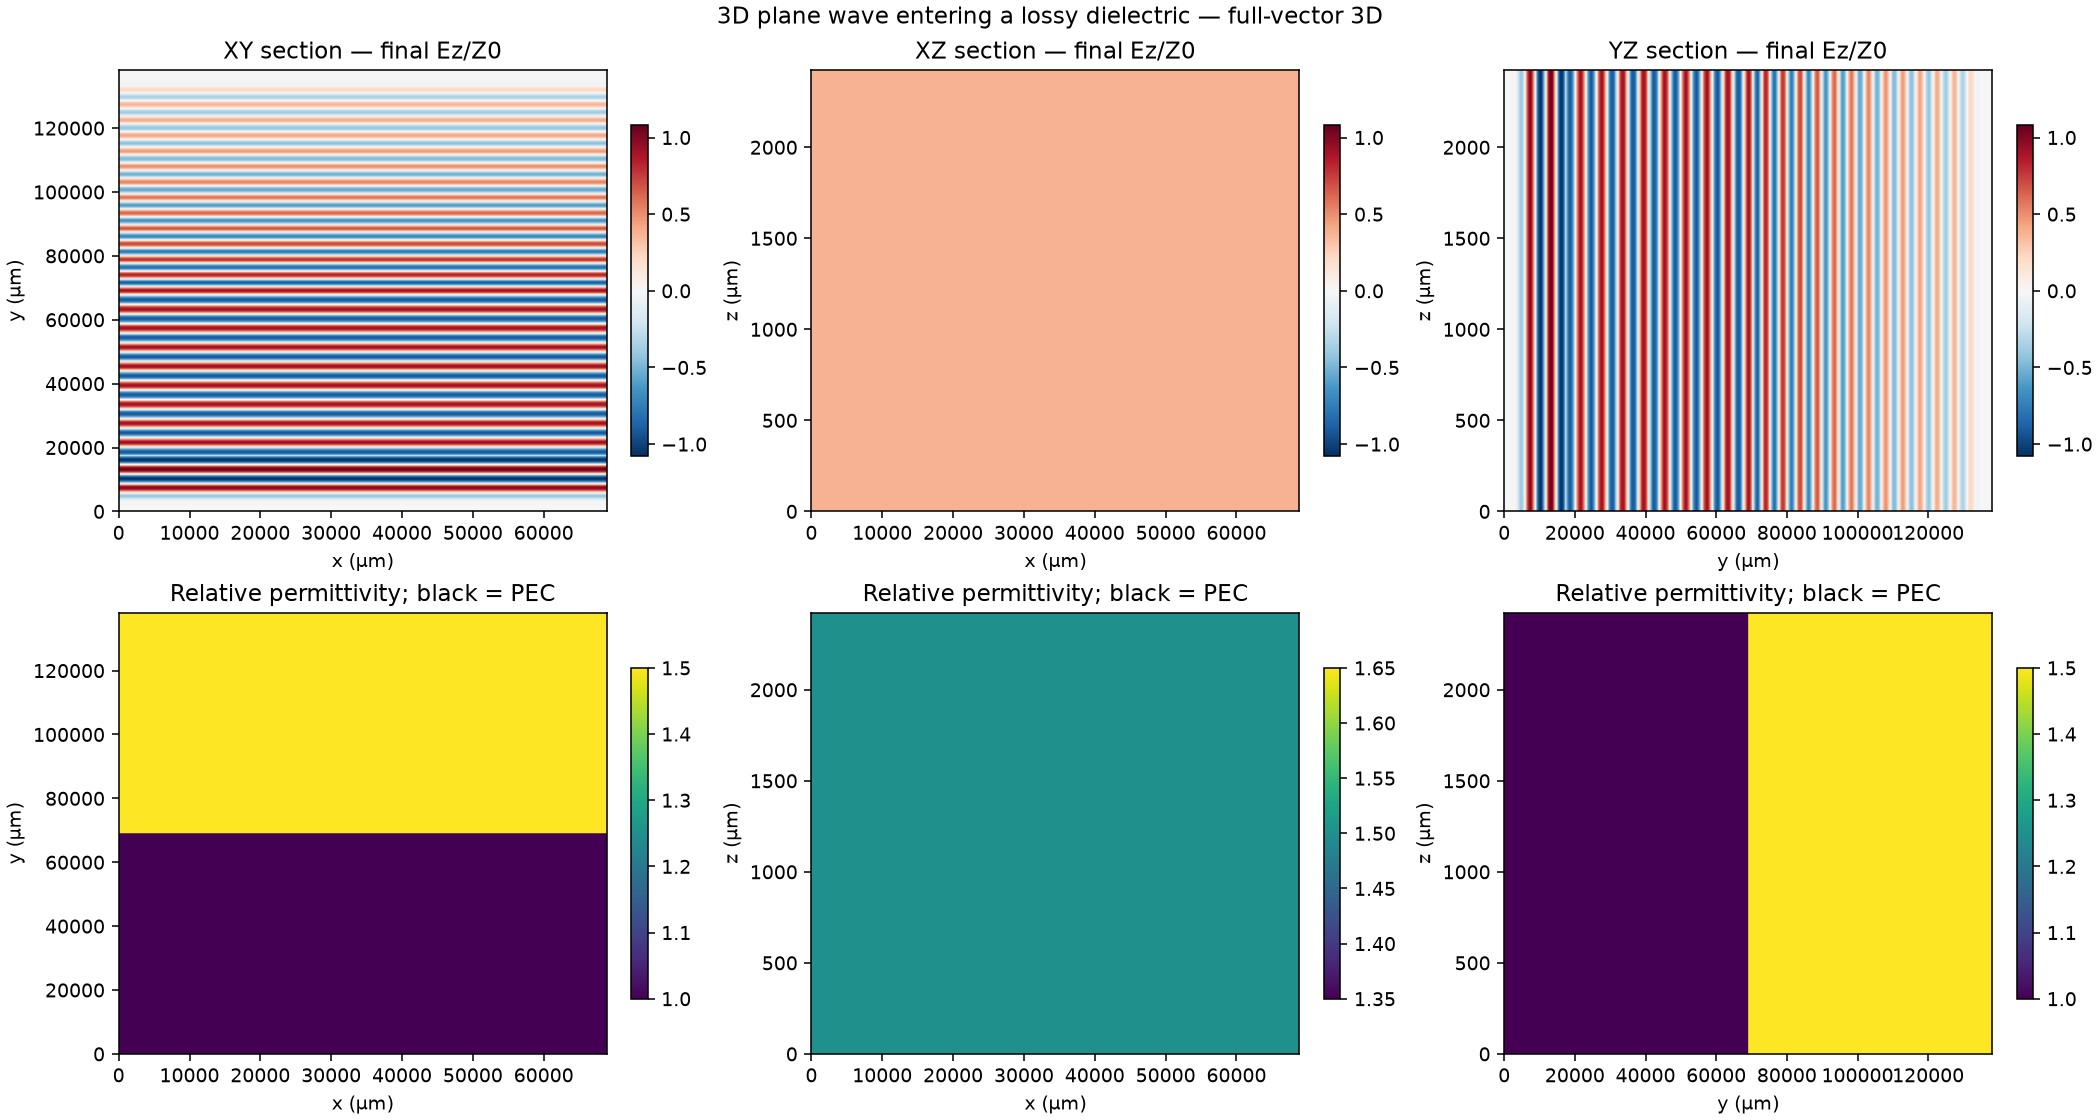 3D plane wave entering a lossy dielectric — full-vector 3D
XY section — final Ez/Z0
XZ section — final Ez/Z0
YZ section — final Ez/Z0
y (µm)
120000
100000
80000
60000
40000
20000
0
0 10000 20000 30000 40000 50000 60000
x (µm)
1.0
0.5
0.0
−0.5
−1.0
z (µm)
2000
1500
1000
500
0
0 10000 20000 30000 40000 50000 60000
x (µm)
1.0
0.5
0.0
−0.5
−1.0
z (µm)
2000
1500
1000
500
0
0 20000 40000 60000 80000 100000 120000
y (µm)
1.0
0.5
0.0
−0.5
−1.0
Relative permittivity; black = PEC
Relative permittivity; black = PEC
Relative permittivity; black = PEC
y (µm)
120000
100000
80000
60000
40000
20000
0
0 10000 20000 30000 40000 50000 60000
x (µm)
1.5
1.4
1.3
1.2
1.1
1.0
z (µm)
2000
1500
1000
500
0
0 10000 20000 30000 40000 50000 60000
x (µm)
1.65
1.60
1.55
1.50
1.45
1.40
1.35
z (µm)
2000
1500
1000
500
0
0 20000 40000 60000 80000 100000 120000
y (µm)
1.5
1.4
1.3
1.2
1.1
1.0